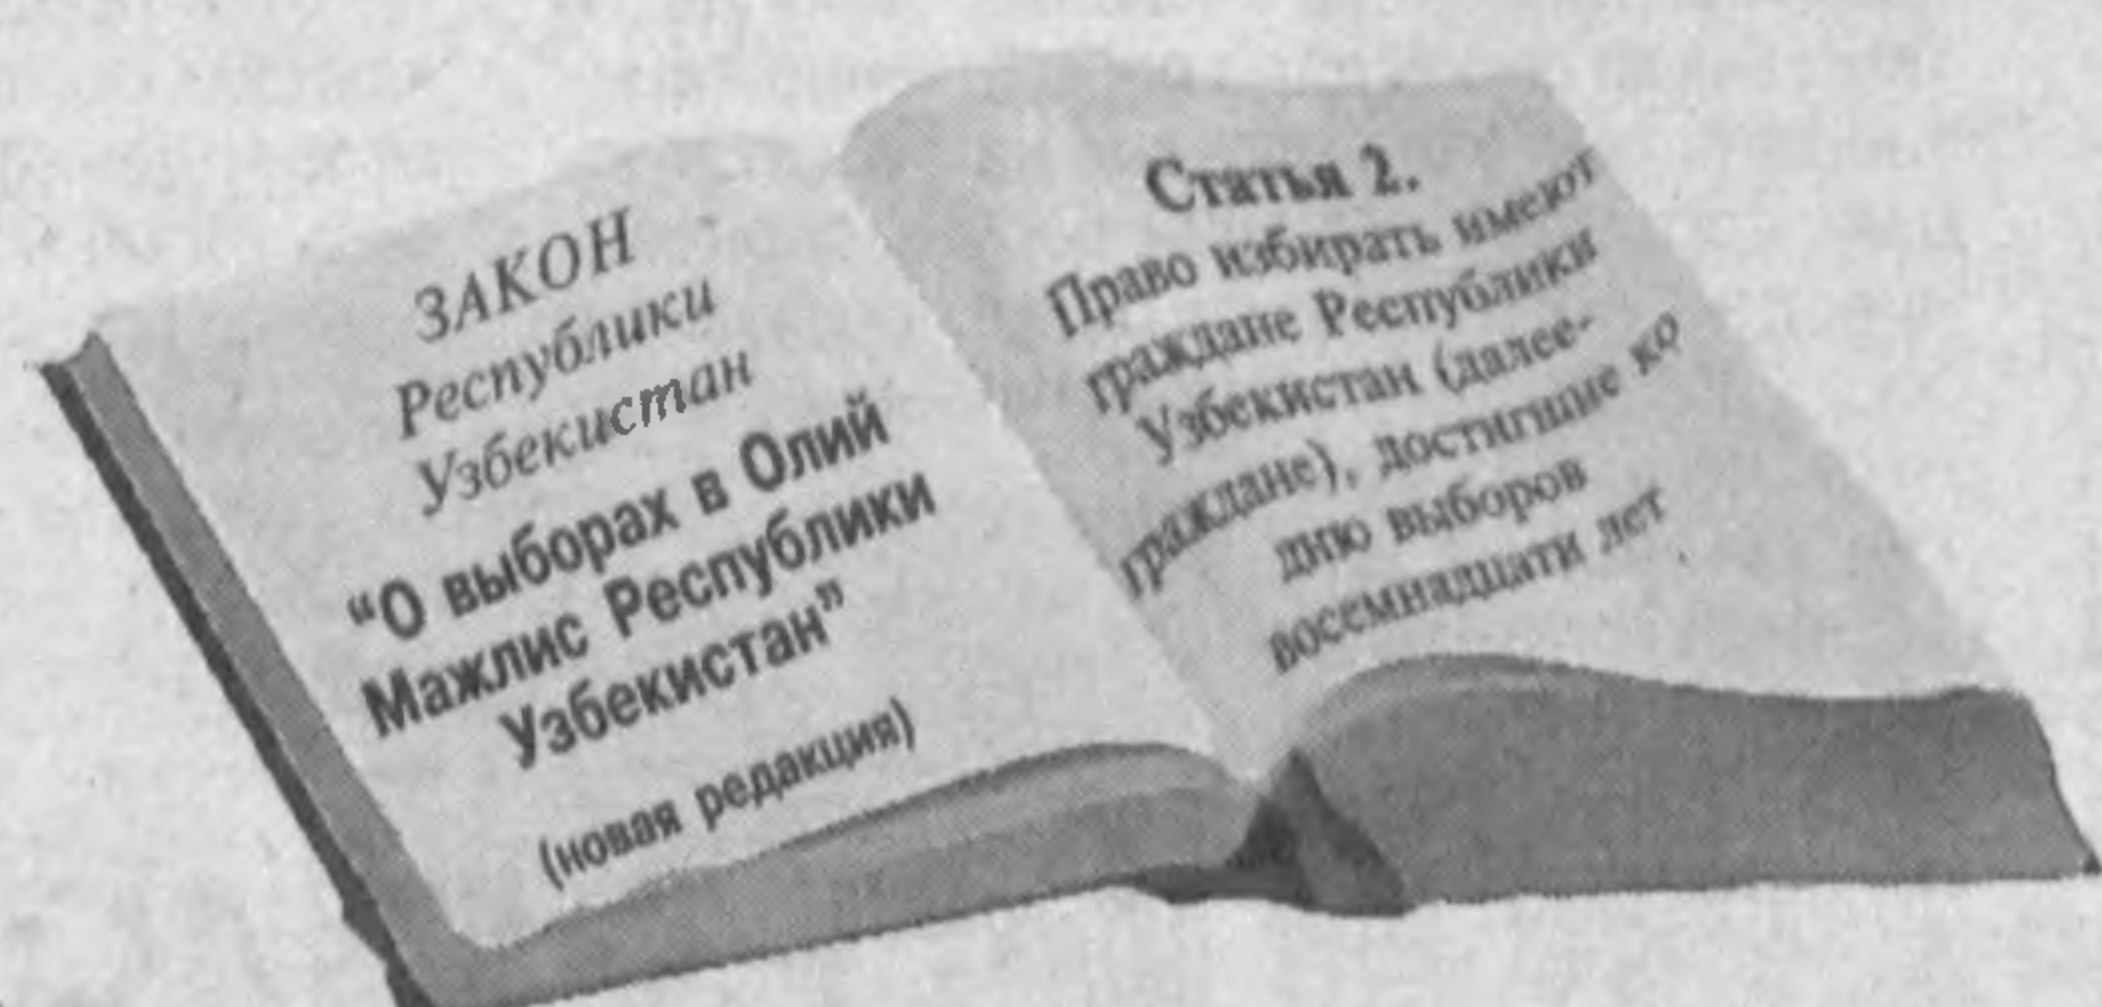 ЗАКОН
Республики
Узбекистан
“О выборах в Олий
Мажлис Республики
Узбекистан”
(новая редакция)
Статья 2.
Право избирать имеют
граждане Республики
Узбекистан (далее-
граждане), достигшие ко
дню выборов
восемнадцати лет